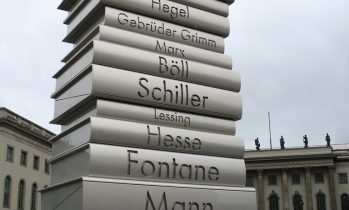 Hegel
Gebrüder Grimm
Marx
Böll
Schiller
Lessing
Hesse
Fontane
Mann